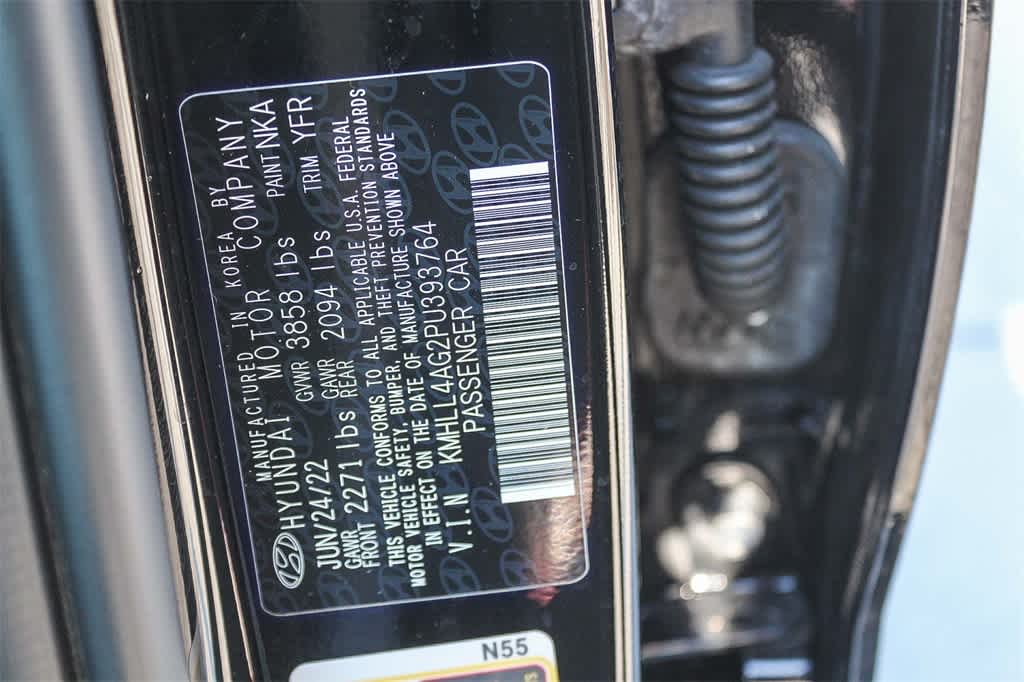 MANUFACTURED IN KOREA BY
HYUNDAI MOTOR COMPANY
JUN/24/22 GVWR 3858 lbs PAINT NKA
GAWR FRONT 2271 lbs GAWR REAR 2094 lbs TRIM YFR
THIS VEHICLE CONFORMS TO ALL APPLICABLE U.S.A. FEDERAL
MOTOR VEHICLE SAFETY, BUMPER, AND THEFT PREVENTION STANDARDS
IN EFFECT ON THE DATE OF MANUFACTURE SHOWN ABOVE
V.I.N KMHLL4AG2PU393764
PASSENGER CAR
N55